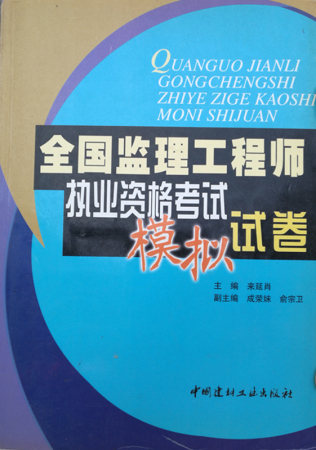 QUANGUO JIANLI
GONGCHENGSHI
ZHIYE ZIGE KAOSHI
MONI SHIJUAN
全国监理工程师
执业资格考试
模拟试卷
主编 来延肖
副主编 成荣妹 俞宗卫
中国建材工业出版社